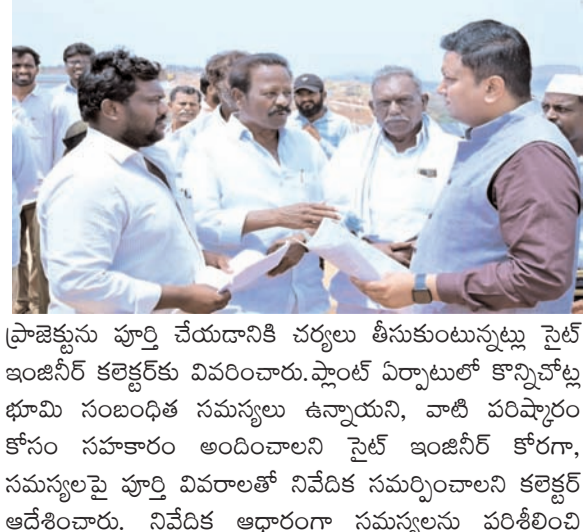 ప్రాజెక్టును పూర్తి చేయడానికి చర్యలు తీసుకుంటున్నట్లు సైట్
ఇంజినీర్ కలెక్టర్‌కు వివరించారు.ప్లాంట్ ఏర్పాటులో కొన్నిచోట్ల
భూమి సంబంధిత సమస్యలు ఉన్నాయని, వాటి పరిష్కారం
కోసం సహకారం అందించాలని సైట్ ఇంజినీర్ కోరగా,
సమస్యలపై పూర్తి వివరాలతో నివేదిక సమర్పించాలని కలెక్టర్
ఆదేశించారు. నివేదిక ఆధారంగా సమస్యలను పరిశీలించి